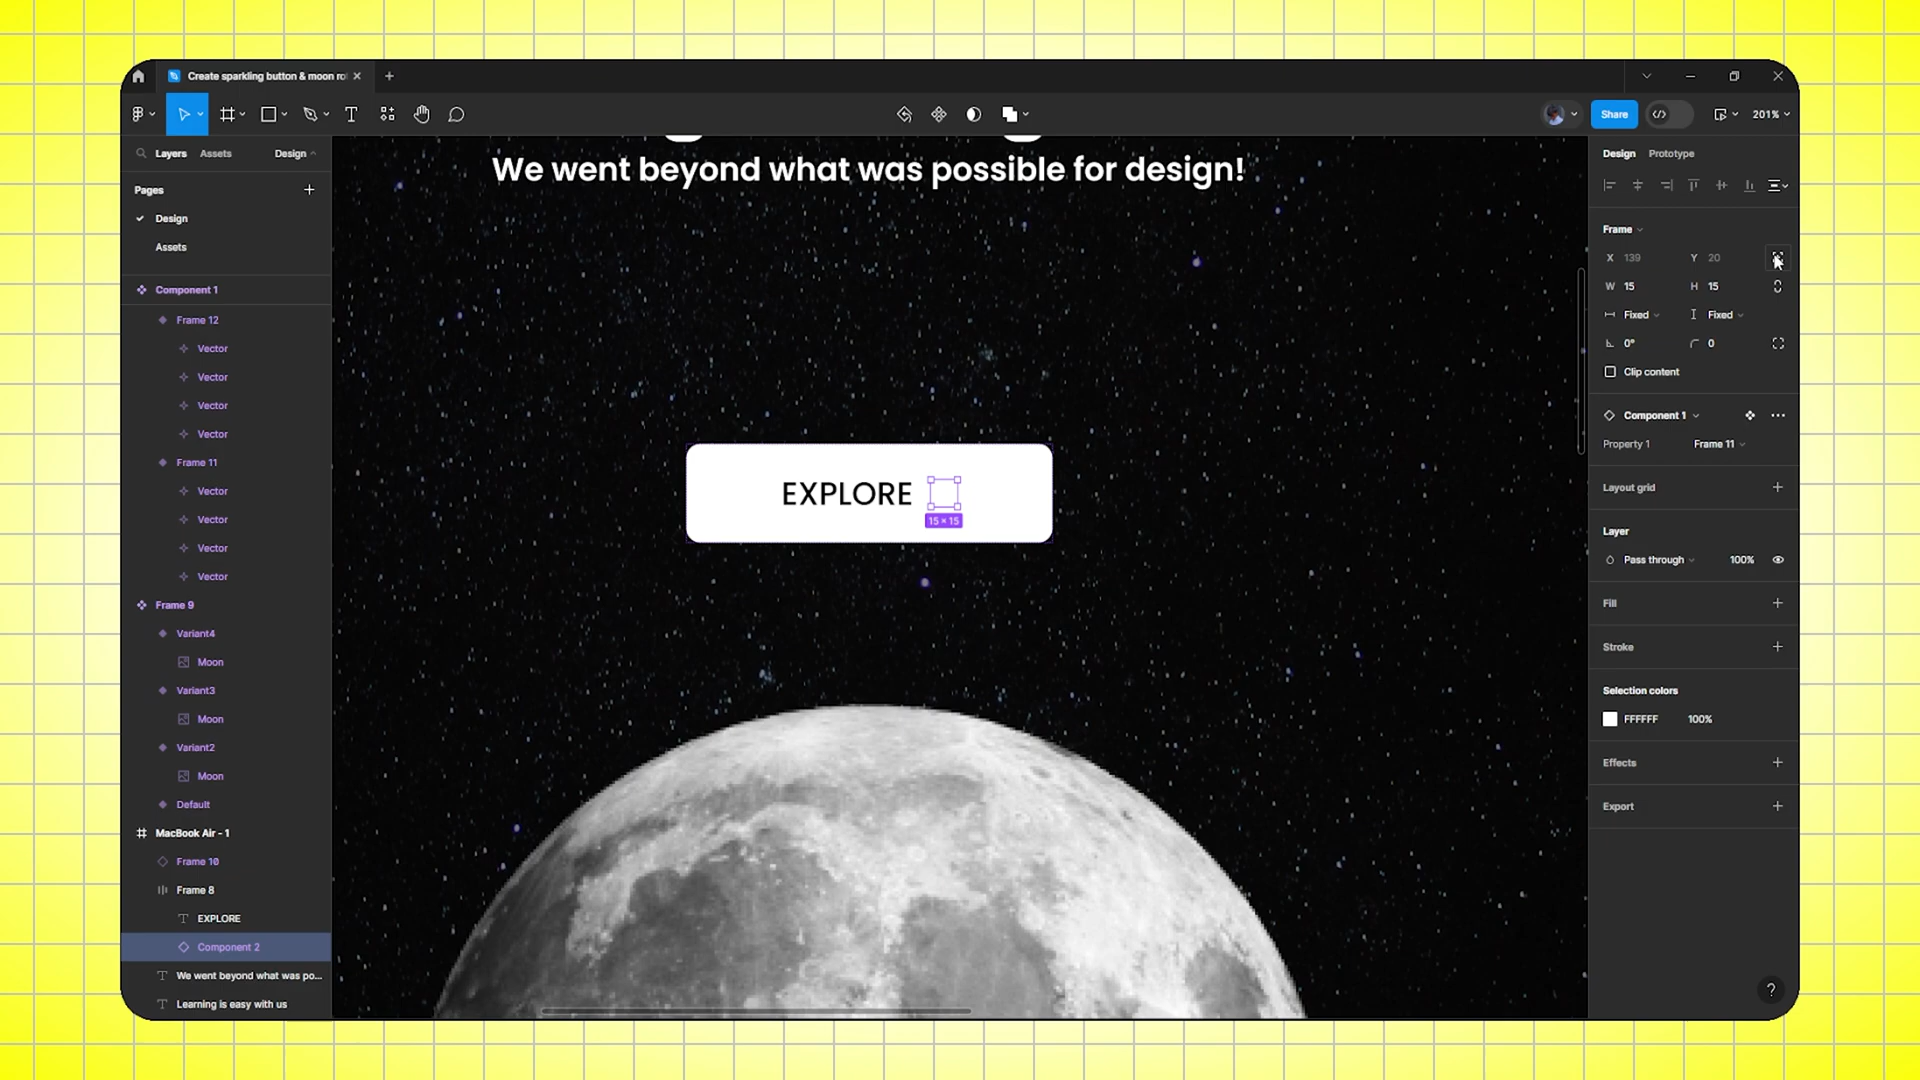 Create sparkling button & moon ro
Share
201%
Layers
Assets
Design
Design
Prototype
Pages
Design
Assets
Component 1
Frame 12
Vector
Vector
Vector
Vector
Frame 11
Vector
Vector
Vector
Vector
Frame 9
Variant4
Moon
Variant3
Moon
Variant2
Moon
Default
MacBook Air - 1
Frame 10
Frame 8
EXPLORE
Component 2
We went beyond what was po...
Learning is easy with us
We went beyond what was possible for design!
EXPLORE
15 × 15
Frame
X 139 Y 20
W 15 H 15
Fixed Fixed
0° 0
Clip content
Component 1
Property 1 Frame 11
Layout grid
Layer
Pass through 100%
Fill
Stroke
Selection colors
FFFFFF 100%
Effects
Export
?